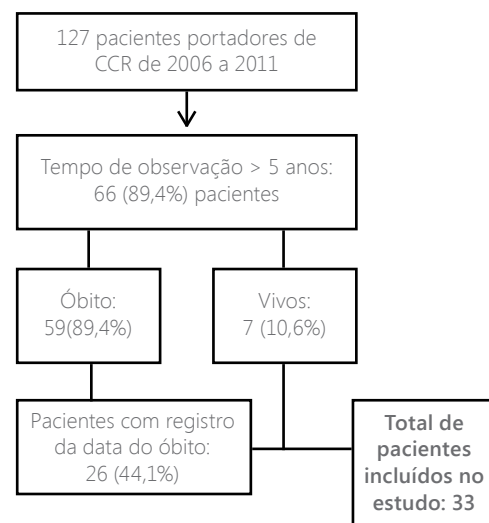 127 pacientes portadores de
CCR de 2006 a 2011
Tempo de observação > 5 anos:
66 (89,4%) pacientes
Óbito:
59(89,4%)
Vivos:
7 (10,6%)
Pacientes com registro
da data do óbito:
26 (44,1%)
Total de
pacientes
incluídos no
estudo: 33